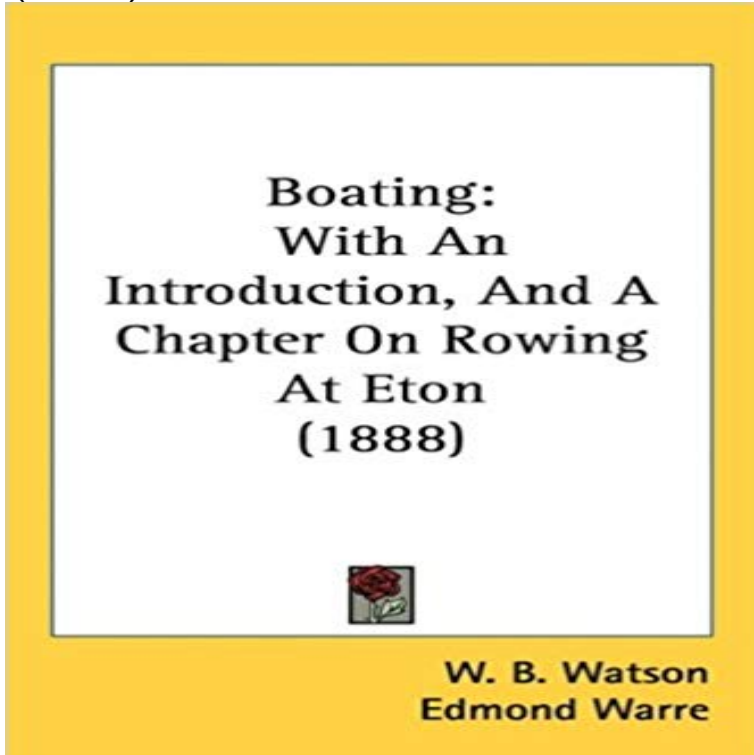 Boating:
With An
Introduction, And A
Chapter On Rowing
At Eton
(1888)
W. B. Watson
Edmond Warre